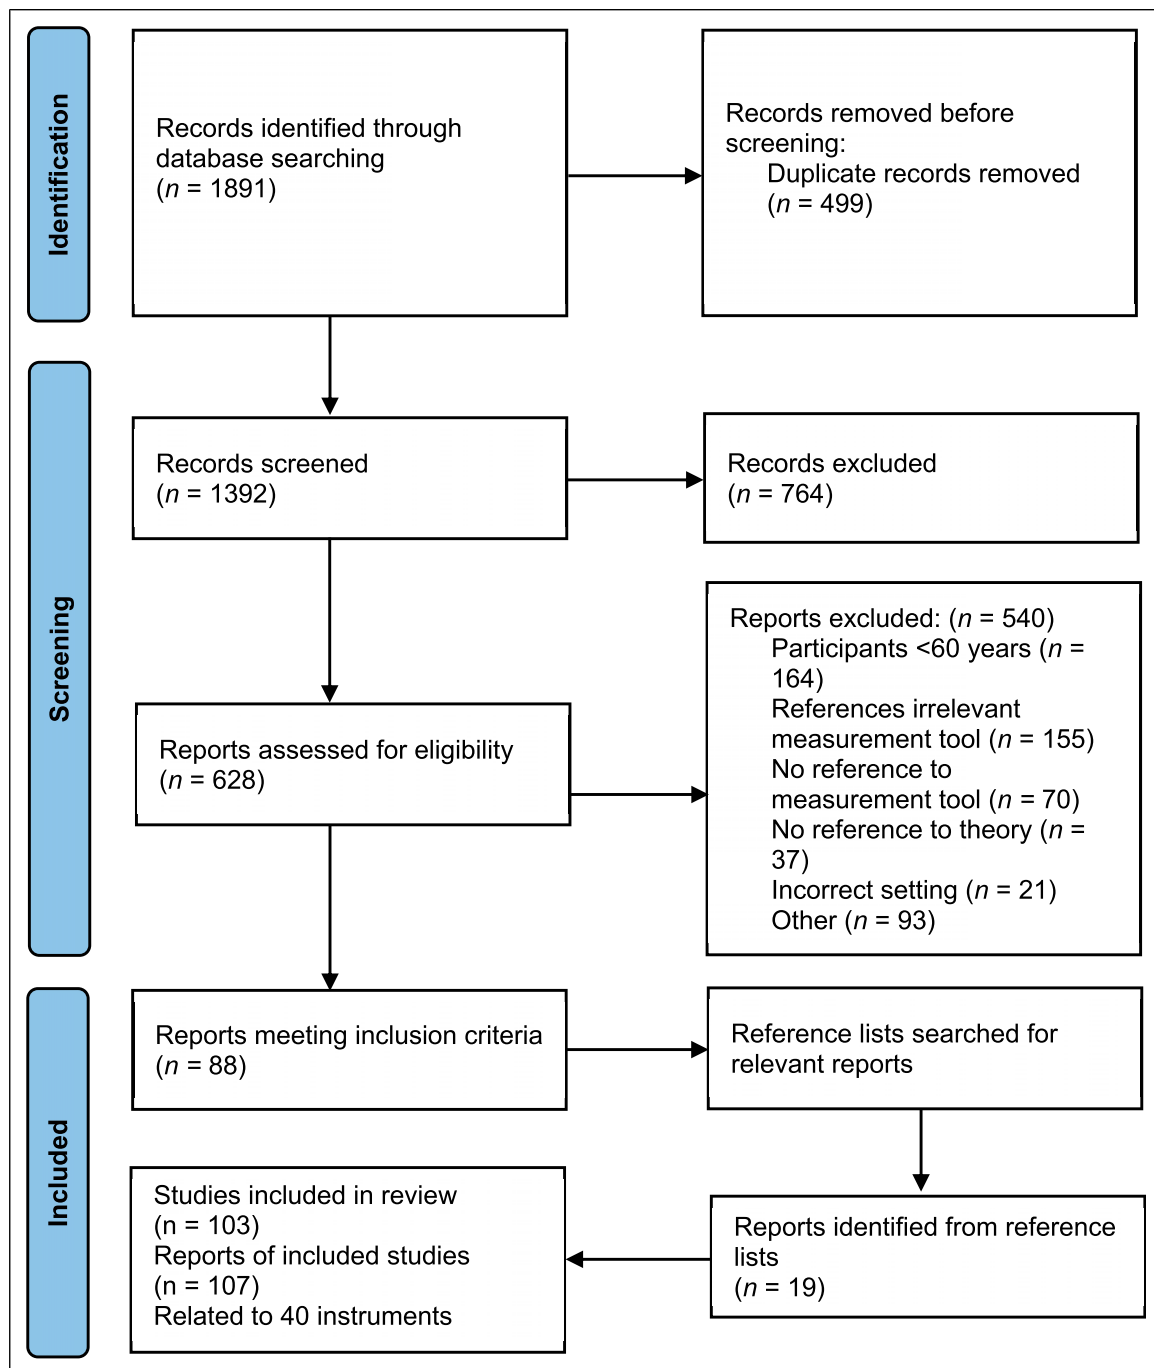 Identification
Records identified through
database searching
(n = 1891)
Records removed before
screening:
Duplicate records removed
(n = 499)
Screening
Records screened
(n = 1392)
Records excluded
(n = 764)
Reports assessed for eligibility
(n = 628)
Reports excluded: (n = 540)
Participants <60 years (n =
164)
References irrelevant
measurement tool (n = 155)
No reference to
measurement tool (n = 70)
No reference to theory (n =
37)
Incorrect setting (n = 21)
Other (n = 93)
Included
Reports meeting inclusion criteria
(n = 88)
Reference lists searched for
relevant reports
Reports identified from reference
lists
(n = 19)
Studies included in review
(n = 103)
Reports of included studies
(n = 107)
Related to 40 instruments